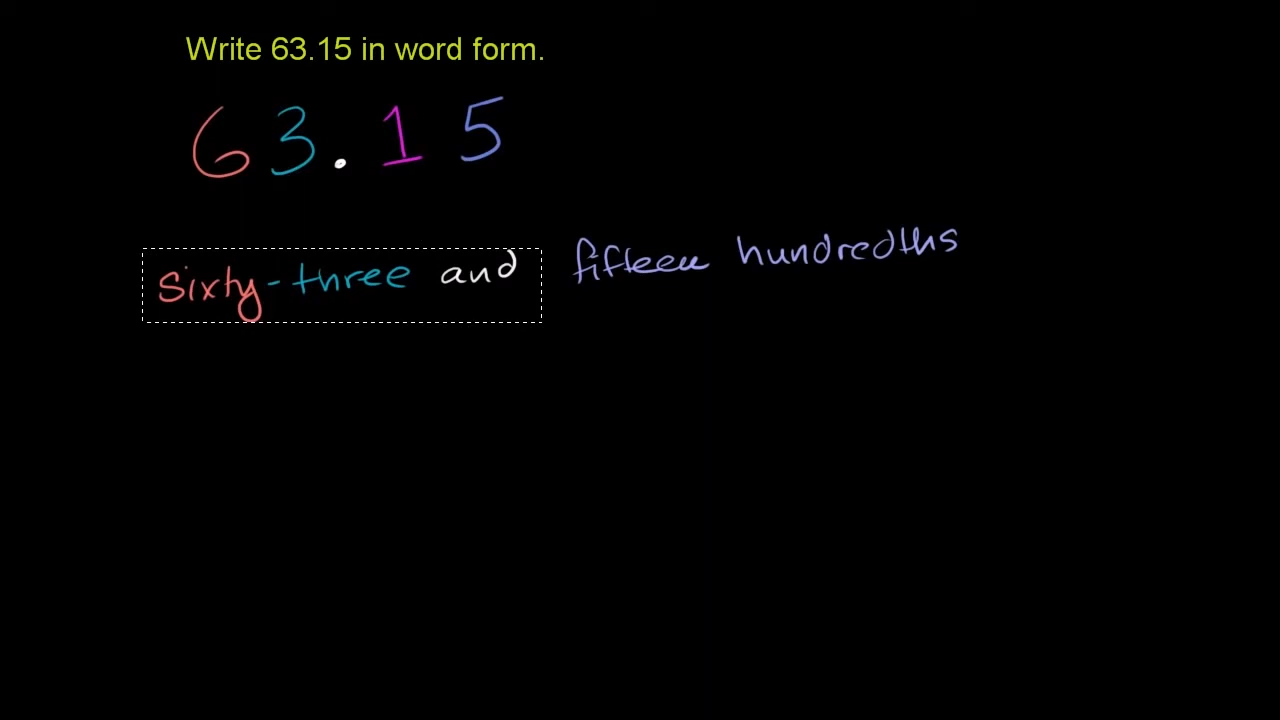 Write 63.15 in word form.
63.15
sixty-three and fifteen hundredths